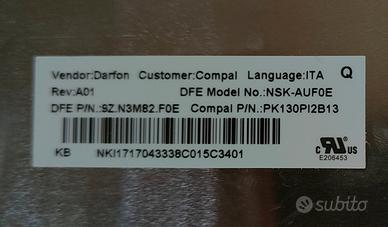 Vendor:Darfon Customer:Compal Language:ITA Q
Rev:A01 DFE Model No.:NSK-AUF0E
DFE P/N.:9Z.N3M82.F0E Compal P/N.:PK130PI2B13
C US
E206453
KB NKI1717043338C015C3401
subito